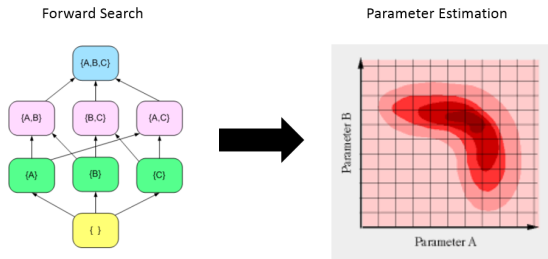 Forward Search
Parameter Estimation
{A,B,C}
{A,B}
{B,C}
{A,C}
{A}
{B}
{C}
{ }
Parameter B
Parameter A